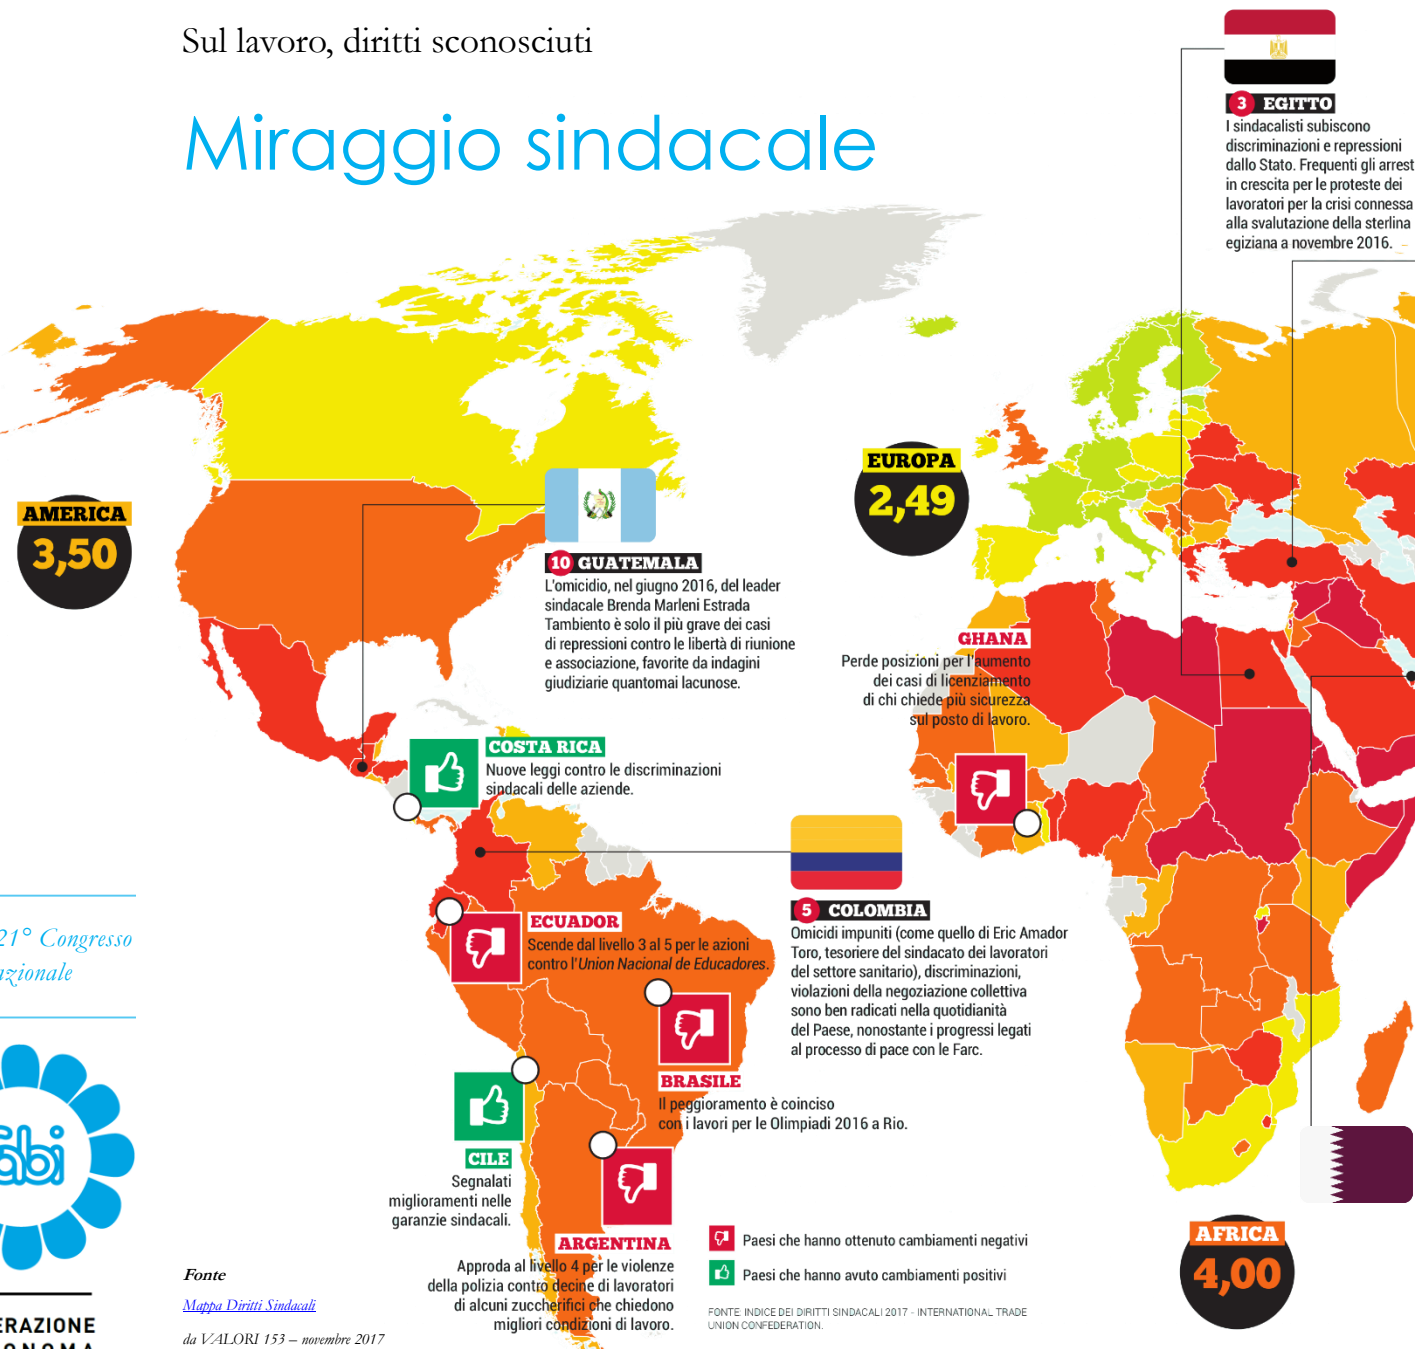 Sul lavoro, diritti sconosciuti
Miraggio sindacale
3 EGITTO
I sindacalisti subiscono
discriminazioni e repressioni
dallo Stato. Frequenti gli arrest
in crescita per le proteste dei
lavoratori per la crisi connessa
alla svalutazione della sterlina
egiziana a novembre 2016.
AMERICA
3,50
EUROPA
2,49
10 GUATEMALA
L'omicidio, nel giugno 2016, del leader
sindacale Brenda Marleni Estrada
Tambiento è solo il più grave dei casi
di repressioni contro le libertà di riunione
e associazione, favorite da indagini
giudiziarie quantomai lacunose.
GHANA
Perde posizioni per l'aumento
dei casi di licenziamento
di chi chiede più sicurezza
sul posto di lavoro.
COSTA RICA
Nuove leggi contro le discriminazioni
sindacali delle aziende.
5 COLOMBIA
Omicidi impuniti (come quello di Eric Amador
Toro, tesoriere del sindacato dei lavoratori
del settore sanitario), discriminazioni,
violazioni della negoziazione collettiva
sono ben radicati nella quotidianità
del Paese, nonostante i progressi legati
al processo di pace con le Farc.
ECUADOR
Scende dal livello 3 al 5 per le azioni
contro l'Union Nacional de Educadores.
21° Congresso
azionale
BRASILE
Il peggioramento è coinciso
con i lavori per le Olimpiadi 2016 a Rio.
CILE
Segnalati
miglioramenti nelle
garanzie sindacali.
ARGENTINA
Approda al livello 4 per le violenze
della polizia contro decine di lavoratori
di alcuni zuccherifici che chiedono
migliori condizioni di lavoro.
AFRICA
4,00
Paesi che hanno ottenuto cambiamenti negativi
Paesi che hanno avuto cambiamenti positivi
FONTE: INDICE DEI DIRITTI SINDACALI 2017 - INTERNATIONAL TRADE
UNION CONFEDERATION.
fabi
ERAZIONE
Fonte
Mappa Diritti Sindacali
da VALORI 153 – novembre 2017